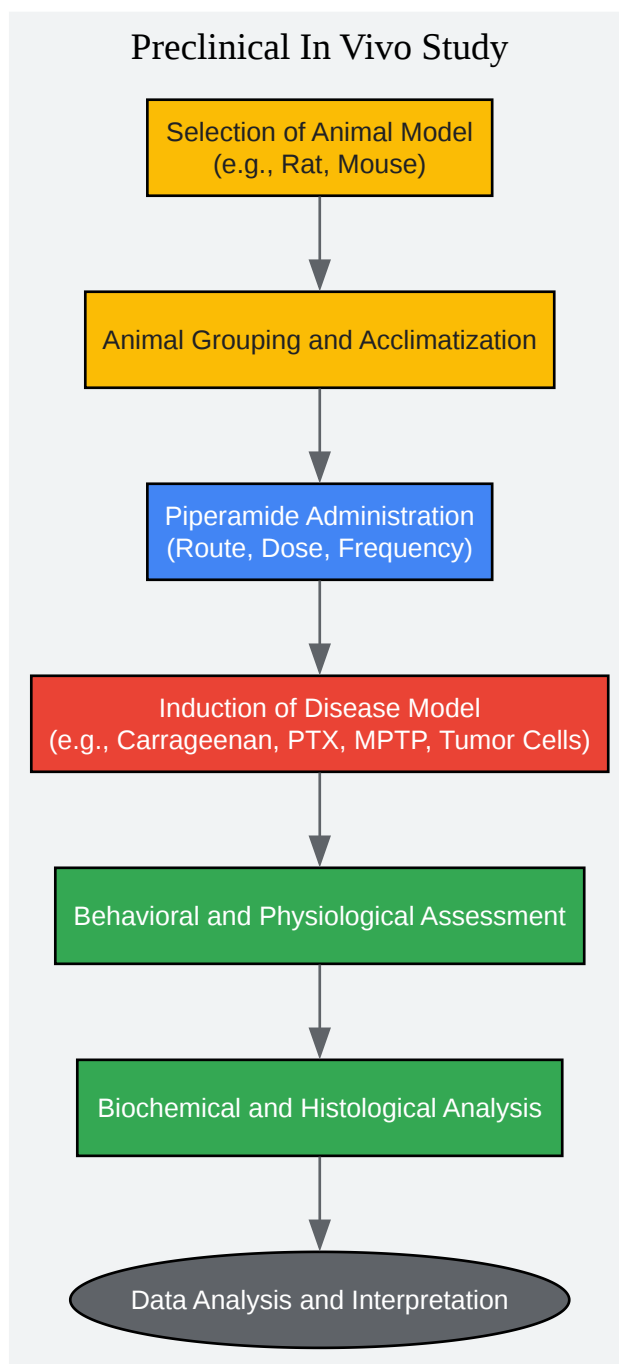 Preclinical In Vivo Study
Selection of Animal Model
(e.g., Rat, Mouse)
Animal Grouping and Acclimatization
Piperamide Administration
(Route, Dose, Frequency)
Induction of Disease Model
(e.g., Carrageenan, PTX, MPTP, Tumor Cells)
Behavioral and Physiological Assessment
Biochemical and Histological Analysis
Data Analysis and Interpretation